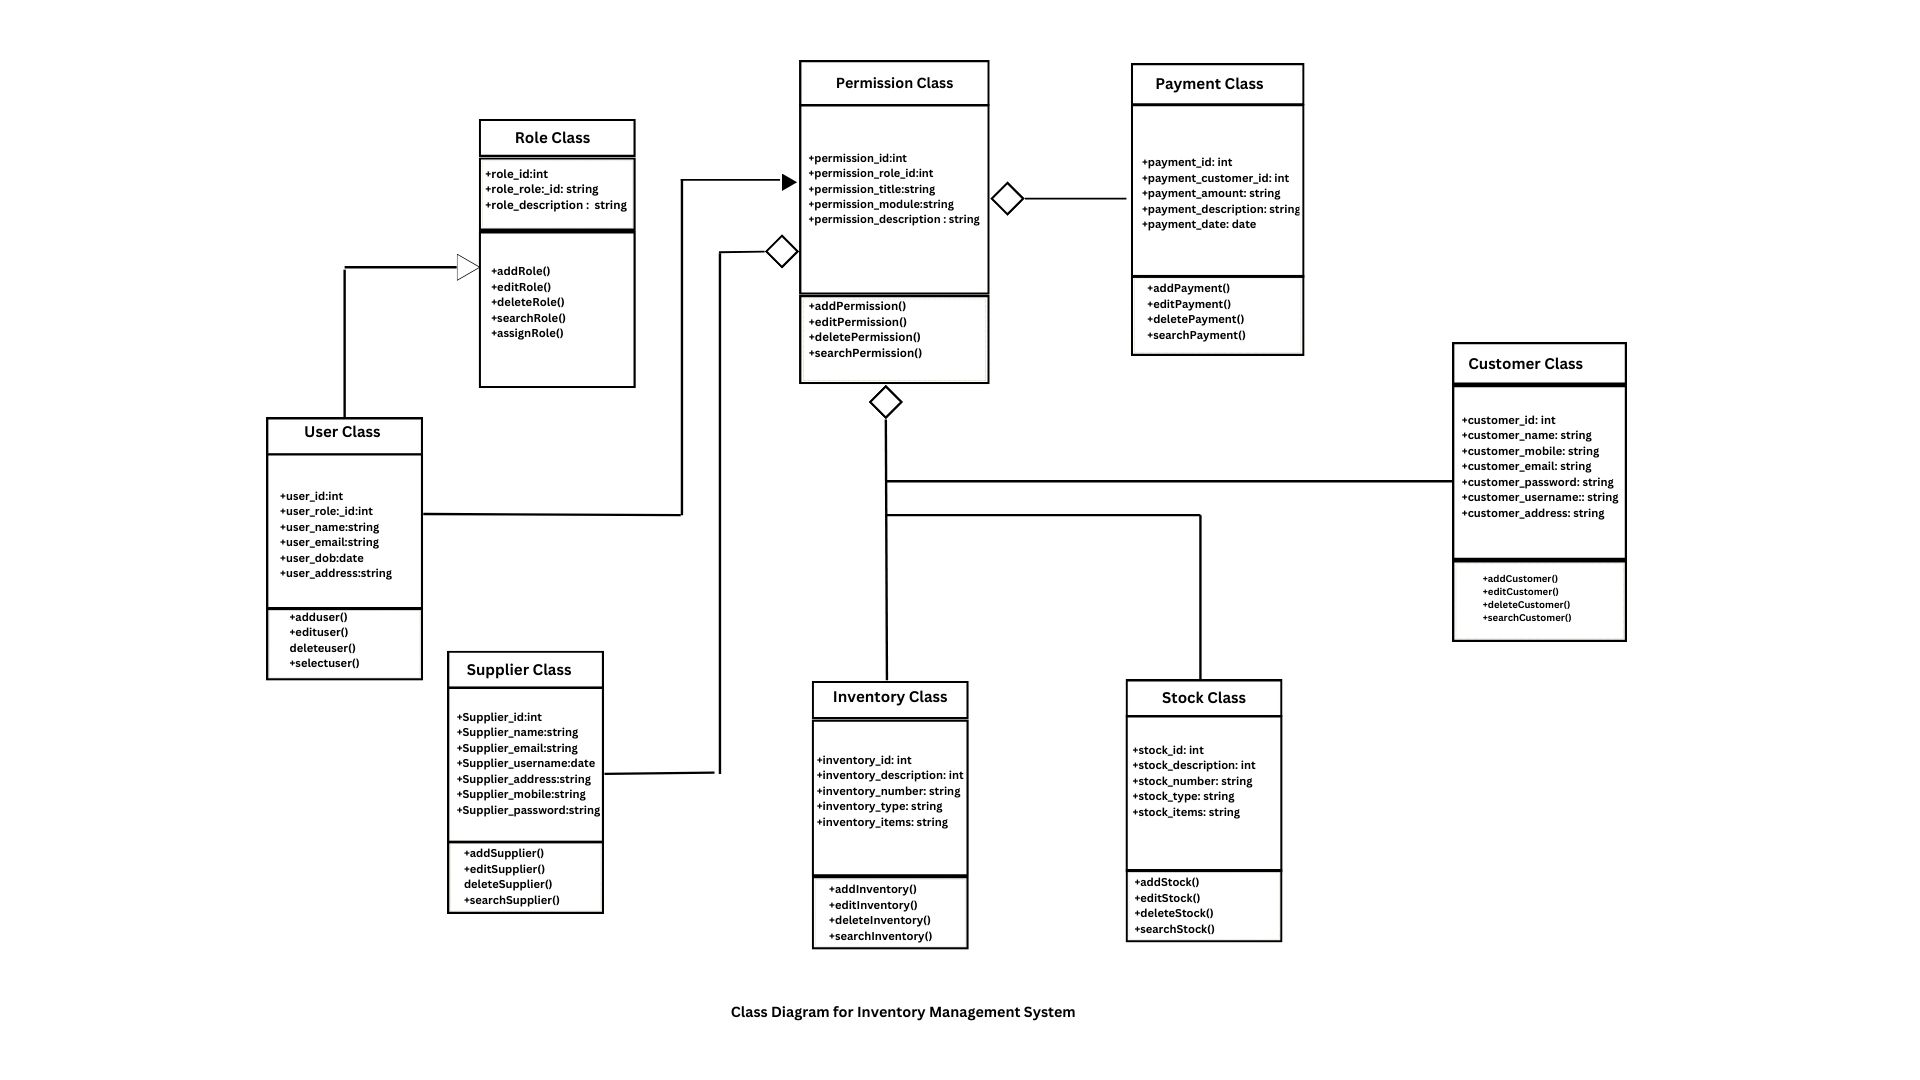 Permission Class
+permission_id:int
+permission_role_id:int
+permission_title:string
+permission_module:string
+permission_description : string
+addPermission()
+editPermission()
+deletePermission()
+searchPermission()
Payment Class
+payment_id: int
+payment_customer_id: int
+payment_amount: string
+payment_description: string
+payment_date: date
+addPayment()
+editPayment()
+deletePayment()
+searchPayment()
Role Class
+role_id:int
+role_role:_id: string
+role_description :  string
+addRole()
+editRole()
+deleteRole()
+searchRole()
+assignRole()
Customer Class
+customer_id: int
+customer_name: string
+customer_mobile: string
+customer_email: string
+customer_password: string
+customer_username:: string
+customer_address: string
+addCustomer()
+editCustomer()
+deleteCustomer()
+searchCustomer()
User Class
+user_id:int
+user_role:_id:int
+user_name:string
+user_email:string
+user_dob:date
+user_address:string
+adduser()
+edituser()
deleteuser()
+selectuser()
Supplier Class
+Supplier_id:int
+Supplier_name:string
+Supplier_email:string
+Supplier_username:date
+Supplier_address:string
+Supplier_mobile:string
+Supplier_password:string
+addSupplier()
+editSupplier()
deleteSupplier()
+searchSupplier()
Inventory Class
+inventory_id: int
+inventory_description: int
+inventory_number: string
+inventory_type: string
+inventory_items: string
+addInventory()
+editInventory()
+deleteInventory()
+searchInventory()
Stock Class
+stock_id: int
+stock_description: int
+stock_number: string
+stock_type: string
+stock_items: string
+addStock()
+editStock()
+deleteStock()
+searchStock()
Class Diagram for Inventory Management System